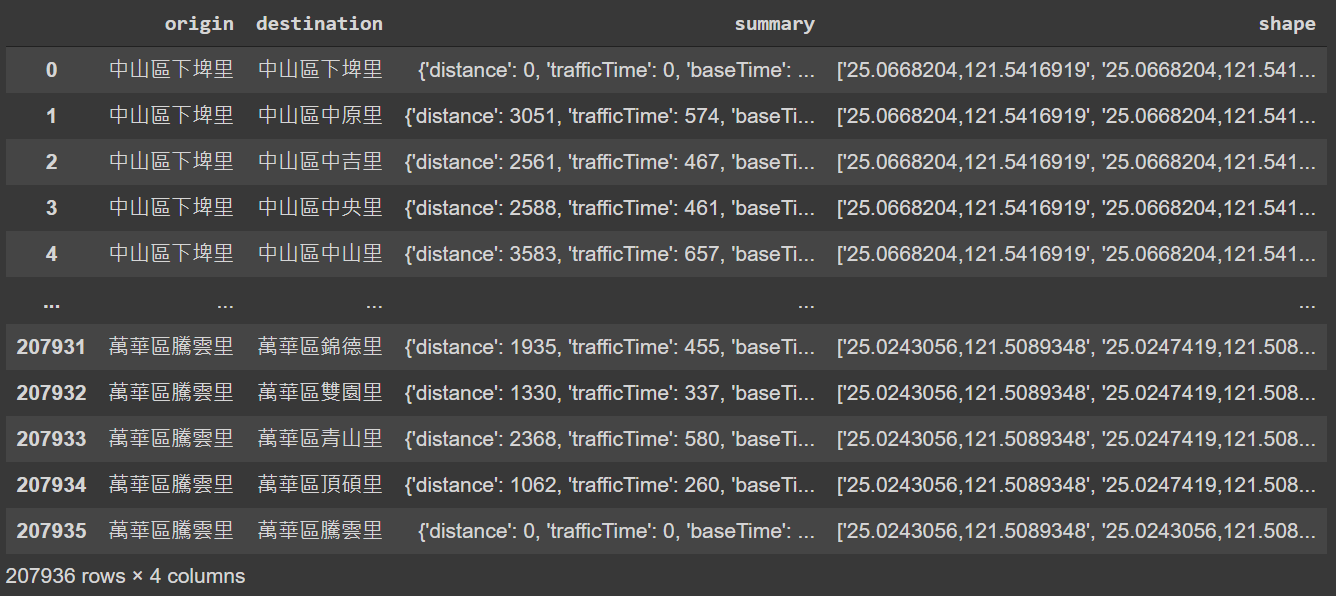 origin destination summary shape
0 中山區下埤里 中山區下埤里 {'distance': 0, 'trafficTime': 0, 'baseTime': ... ['25.0668204,121.5416919', '25.0668204,121.541...
1 中山區下埤里 中山區中原里 {'distance': 3051, 'trafficTime': 574, 'baseTi... ['25.0668204,121.5416919', '25.0668204,121.541...
2 中山區下埤里 中山區中吉里 {'distance': 2561, 'trafficTime': 467, 'baseTi... ['25.0668204,121.5416919', '25.0668204,121.541...
3 中山區下埤里 中山區中央里 {'distance': 2588, 'trafficTime': 461, 'baseTi... ['25.0668204,121.5416919', '25.0668204,121.541...
4 中山區下埤里 中山區中山里 {'distance': 3583, 'trafficTime': 657, 'baseTi... ['25.0668204,121.5416919', '25.0668204,121.541...
... ... ... ... ...
207931 萬華區騰雲里 萬華區錦德里 {'distance': 1935, 'trafficTime': 455, 'baseTi... ['25.0243056,121.5089348', '25.0247419,121.508...
207932 萬華區騰雲里 萬華區雙園里 {'distance': 1330, 'trafficTime': 337, 'baseTi... ['25.0243056,121.5089348', '25.0247419,121.508...
207933 萬華區騰雲里 萬華區青山里 {'distance': 2368, 'trafficTime': 580, 'baseTi... ['25.0243056,121.5089348', '25.0247419,121.508...
207934 萬華區騰雲里 萬華區頂碩里 {'distance': 1062, 'trafficTime': 260, 'baseTi... ['25.0243056,121.5089348', '25.0247419,121.508...
207935 萬華區騰雲里 萬華區騰雲里 {'distance': 0, 'trafficTime': 0, 'baseTime': ... ['25.0243056,121.5089348', '25.0243056,121.508...
207936 rows × 4 columns